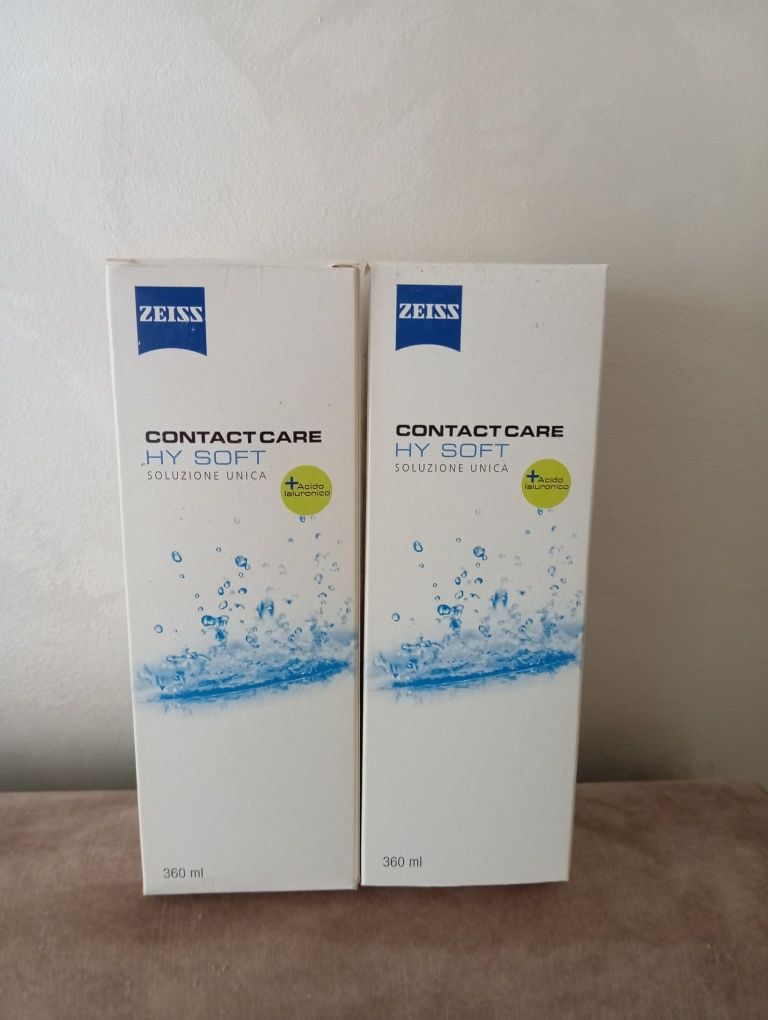 ZEISS
CONTACT CARE
HY SOFT
SOLUZIONE UNICA
+Acido
Ialuronico
360 ml
ZEISS
CONTACT CARE
HY SOFT
SOLUZIONE UNICA
+Acido
Ialuronico
360 ml